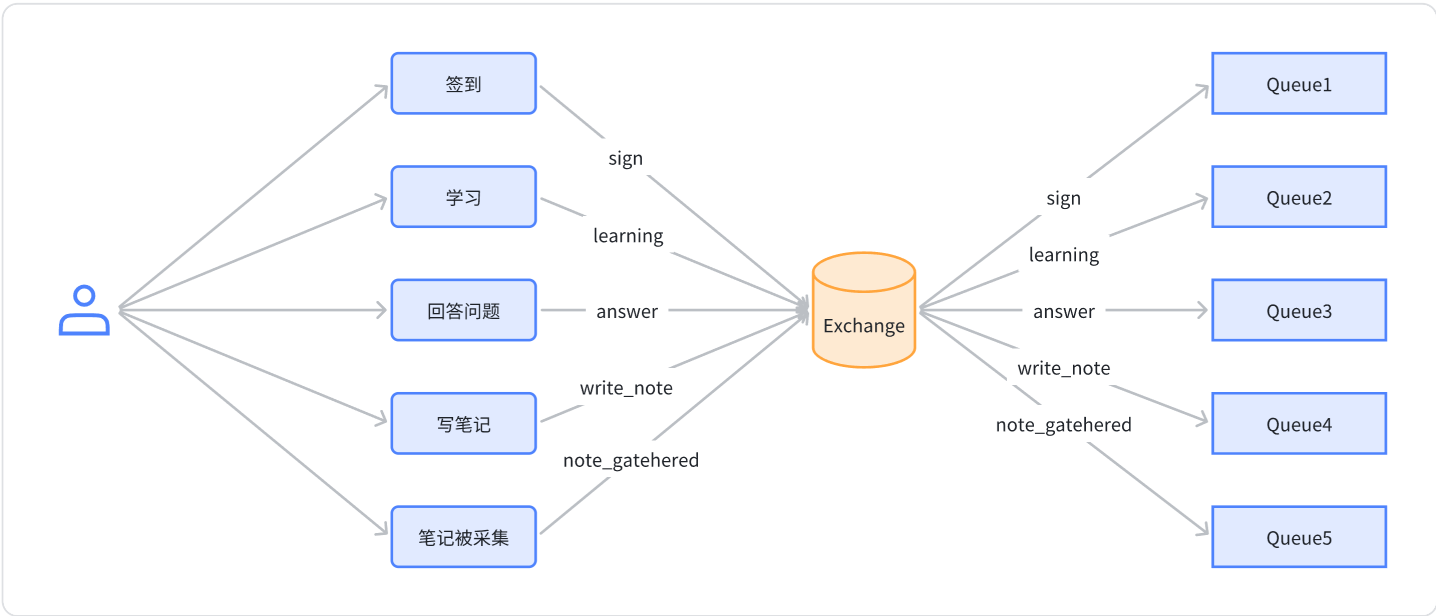 签到
学习
回答问题
写笔记
笔记被采集
sign
learning
answer
write_note
note_gatehered
Exchange
sign
learning
answer
write_note
note_gatehered
Queue1
Queue2
Queue3
Queue4
Queue5